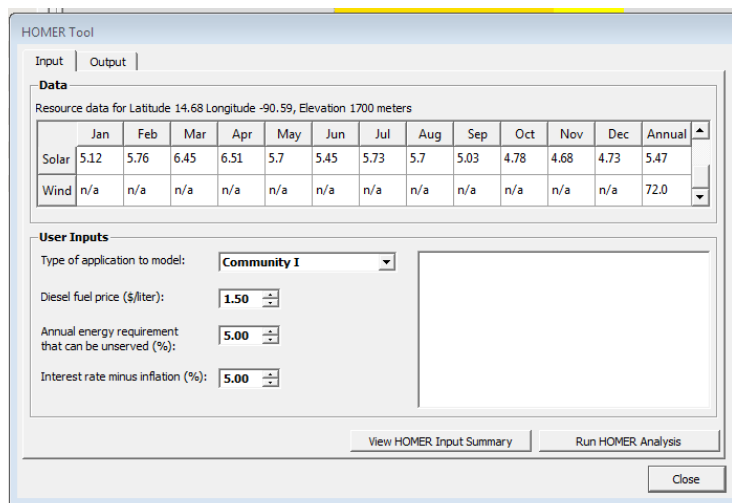 HOMER Tool
Input Output
Data
Resource data for Latitude 14.68 Longitude -90.59, Elevation 1700 meters
Jan Feb Mar Apr May Jun Jul Aug Sep Oct Nov Dec Annual
Solar 5.12 5.76 6.45 6.51 5.7 5.45 5.73 5.7 5.03 4.78 4.68 4.73 5.47
Wind n/a n/a n/a n/a n/a n/a n/a n/a n/a n/a n/a n/a 72.0
User Inputs
Type of application to model: Community I
Diesel fuel price ($/liter): 1.50
Annual energy requirement
that can be unserved (%): 5.00
Interest rate minus inflation (%): 5.00
View HOMER Input Summary Run HOMER Analysis
Close